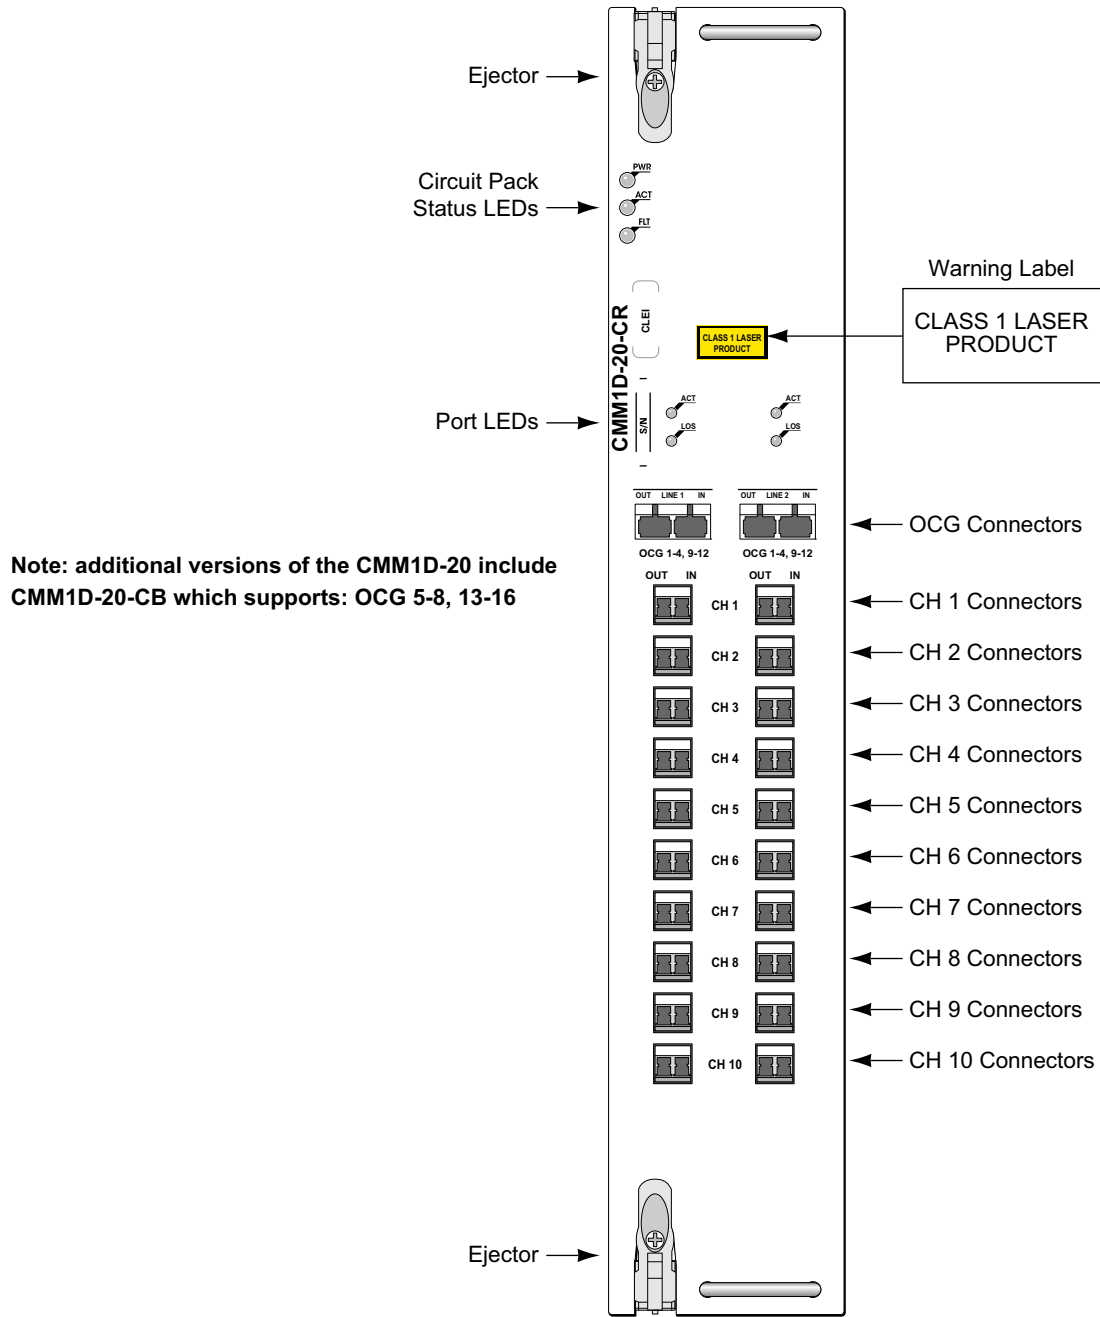 Ejector
PWR
Circuit Pack
Status LEDs
ACT
FLT
Warning Label
CLASS 1 LASER
PRODUCT
CLEI
CMM1D-20-CR
CLASS 1 LASER
PRODUCT
Port LEDs
S/N
ACT
ACT
LOS
LOS
OUT LINE 1 IN
OUT LINE 2 IN
OCG Connectors
OCG 1-4, 9-12
OCG 1-4, 9-12
Note: additional versions of the CMM1D-20 include
CMM1D-20-CB which supports: OCG 5-8, 13-16
OUT IN
OUT IN
CH 1
CH 1 Connectors
CH 2
CH 2 Connectors
CH 3
CH 3 Connectors
CH 4
CH 4 Connectors
CH 5
CH 5 Connectors
CH 6
CH 6 Connectors
CH 7
CH 7 Connectors
CH 8
CH 8 Connectors
CH 9
CH 9 Connectors
CH 10
CH 10 Connectors
Ejector